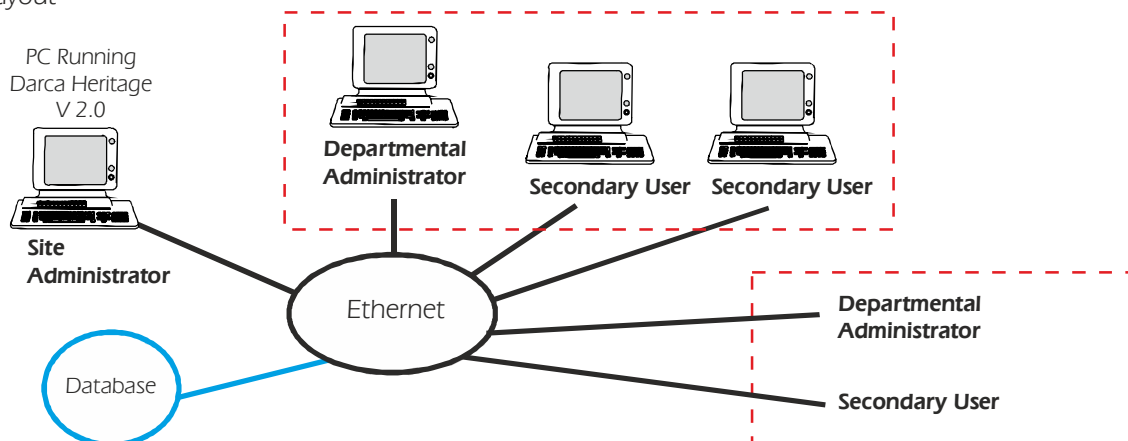 PC Running
Darca Heritage
V 2.0
Site
Administrator
Departmental
Administrator
Secondary User
Secondary User
Ethernet
Database
Departmental
Administrator
Secondary User